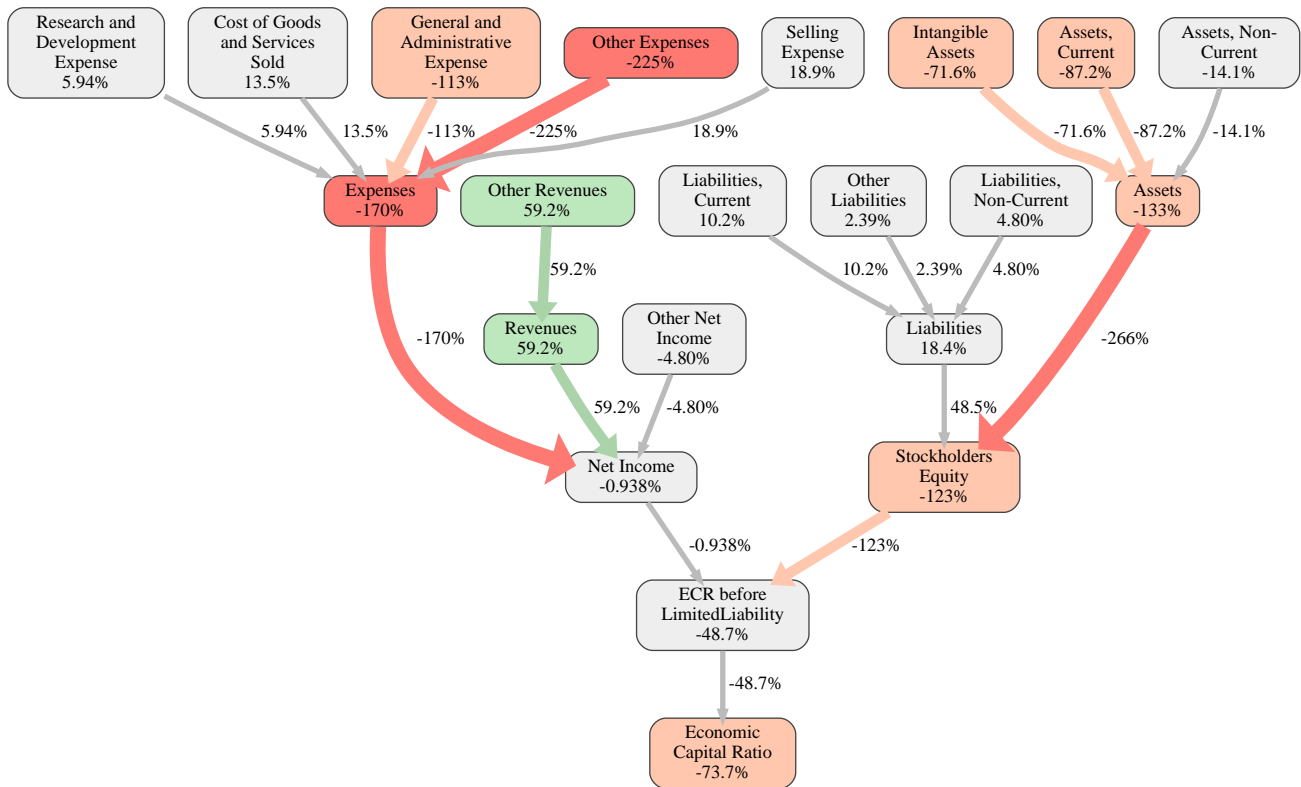 Research and
Development
Expense
5.94%
Cost of Goods
and Services
Sold
13.5%
General and
Administrative
Expense
-113%
Other Expenses
-225%
Selling
Expense
18.9%
Intangible
Assets
-71.6%
Assets,
Current
-87.2%
Assets, Non-
Current
-14.1%
5.94%
13.5%
-113%
-225%
18.9%
-71.6%
-87.2%
-14.1%
Expenses
-170%
Other Revenues
59.2%
Liabilities,
Current
10.2%
Other
Liabilities
2.39%
Liabilities,
Non-Current
4.80%
Assets
-133%
59.2%
10.2%
2.39%
4.80%
-170%
Revenues
59.2%
Other Net
Income
-4.80%
Liabilities
18.4%
-266%
59.2%
-4.80%
48.5%
Net Income
-0.938%
Stockholders
Equity
-123%
-0.938%
-123%
ECR before
LimitedLiability
-48.7%
-48.7%
Economic
Capital Ratio
-73.7%